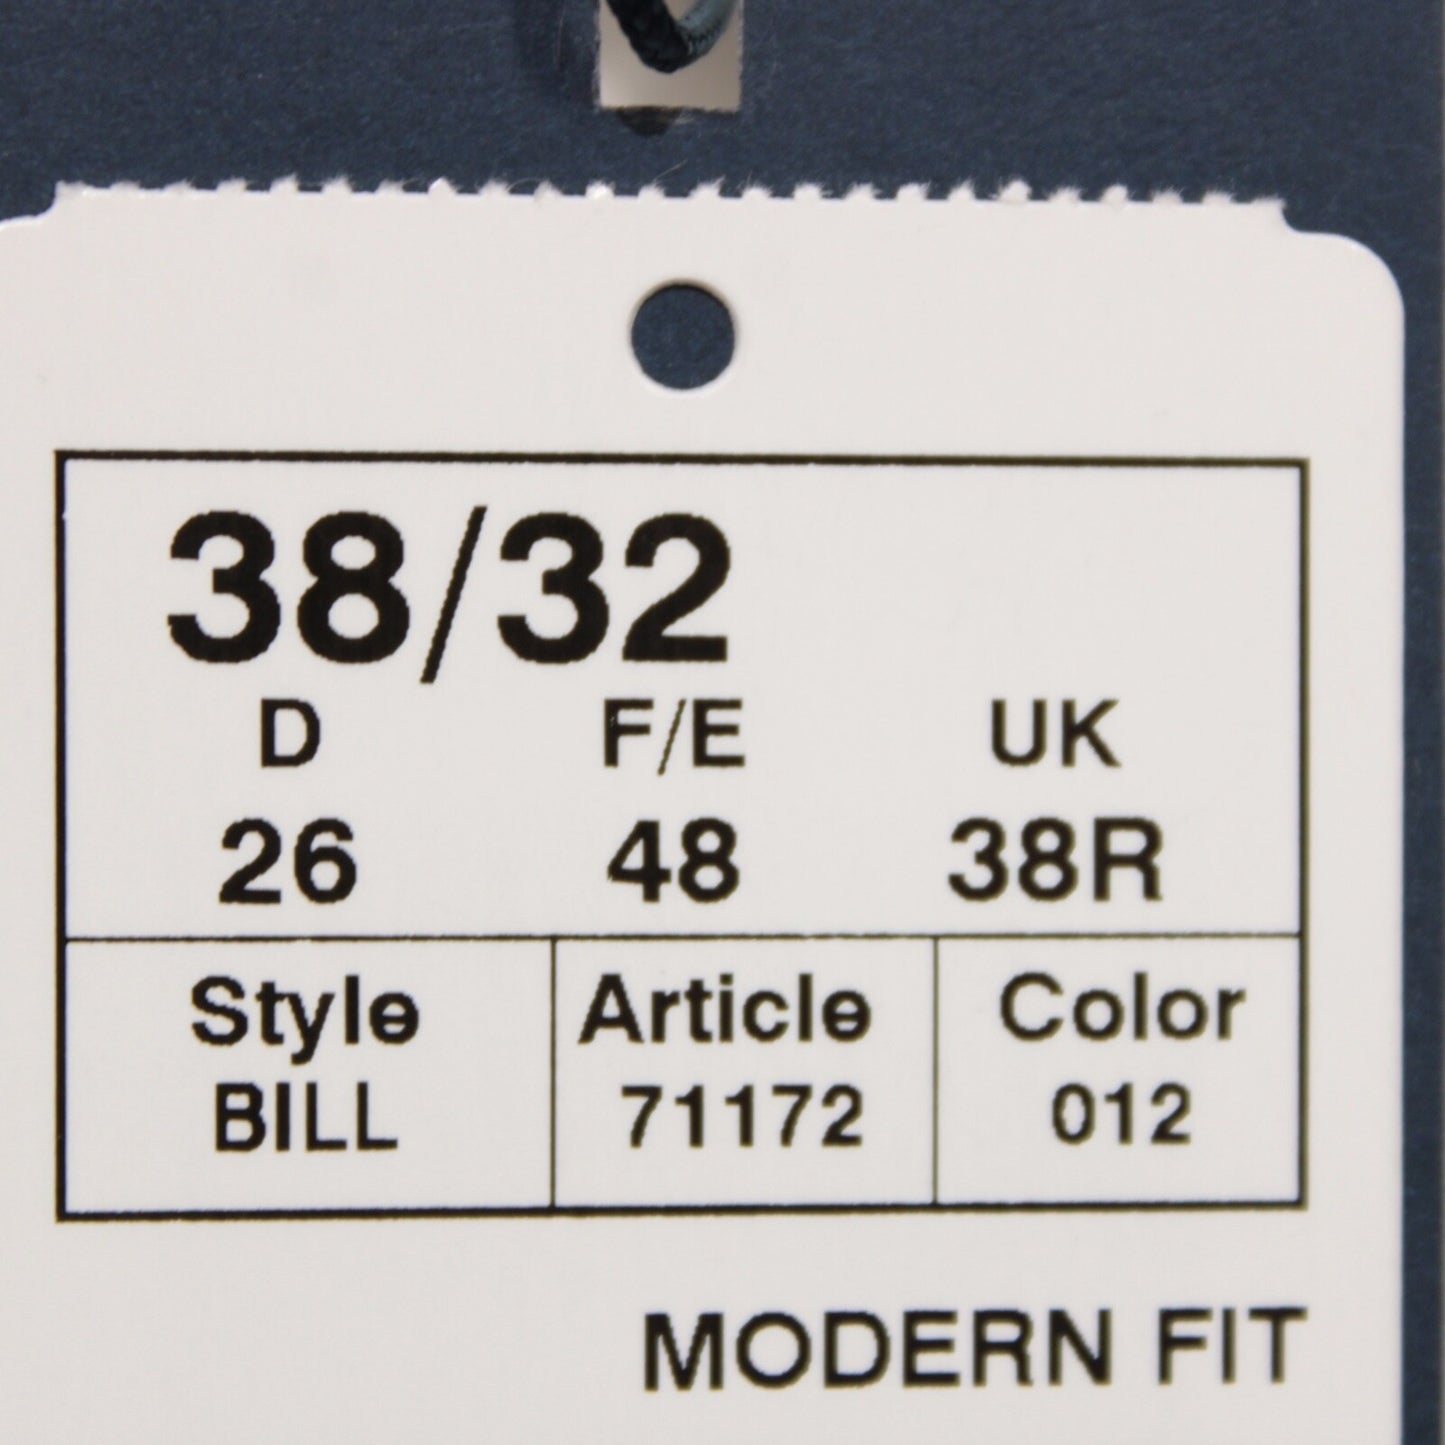 38/32
D F/E UK
26 48 38R
Style Article Color
BILL 71172 012
MODERN FIT